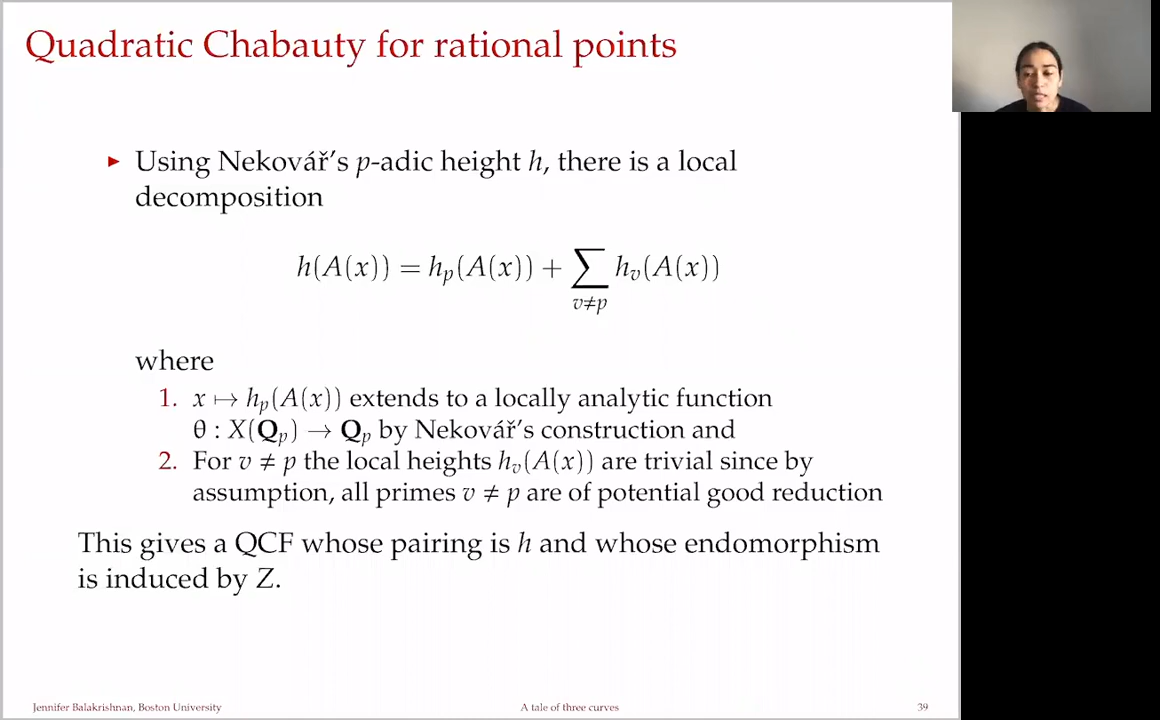 Quadratic Chabauty for rational points
▸ Using Nekovář's p-adic height h, there is a local
decomposition
h(A(x)) = h_p(A(x)) + ∑_{v≠p} h_v(A(x))
where
1. x ↦ h_p(A(x)) extends to a locally analytic function
θ : X(Q_p) → Q_p by Nekovář's construction and
2. For v ≠ p the local heights h_v(A(x)) are trivial since by
assumption, all primes v ≠ p are of potential good reduction
This gives a QCF whose pairing is h and whose endomorphism
is induced by Z.
Jennifer Balakrishnan, Boston University A tale of three curves 39